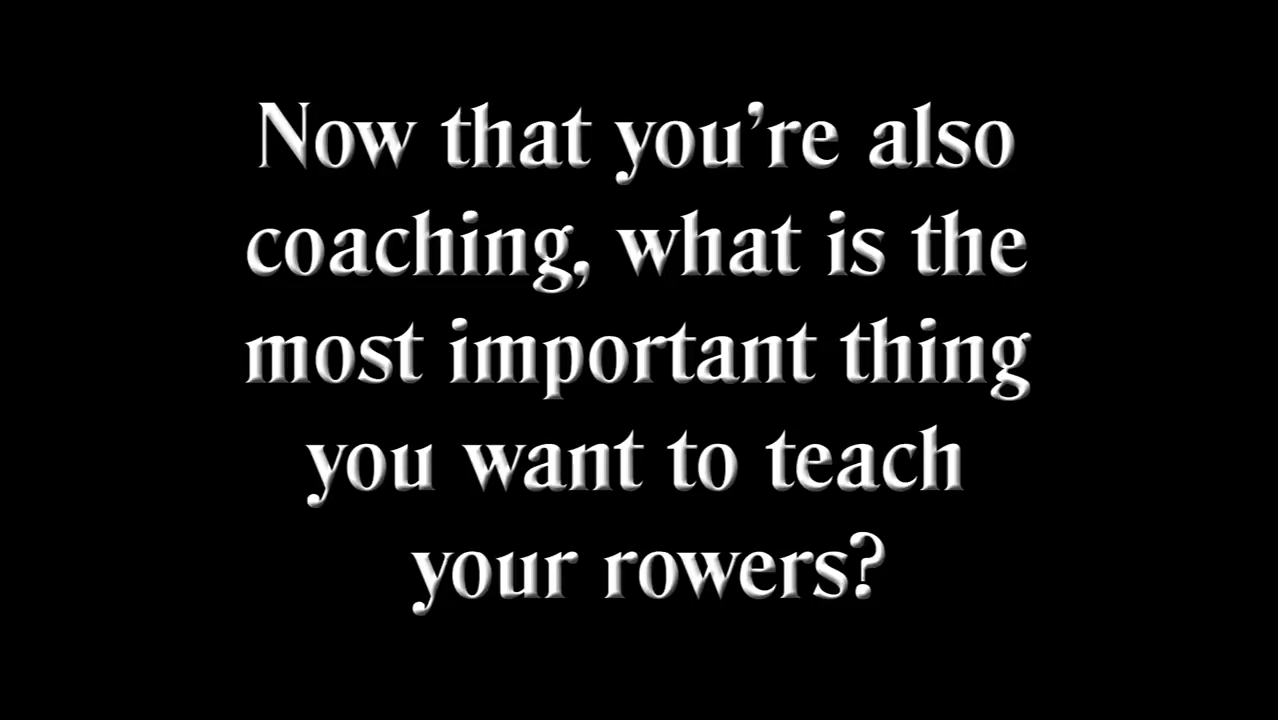 Now that you’re also
coaching, what is the
most important thing
you want to teach
your rowers?